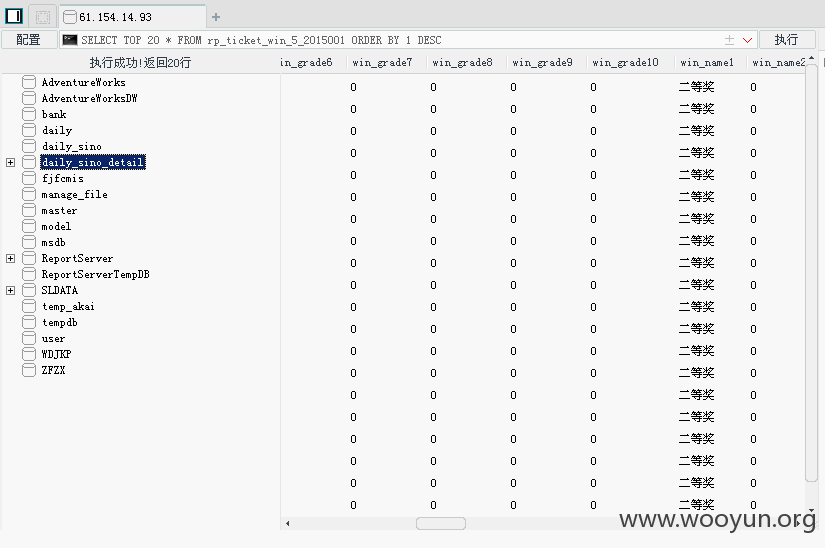 61.154.14.93
配置 SELECT TOP 20 * FROM rp_ticket_win_5_2015001 ORDER BY 1 DESC 执行
执行成功!返回20行 in_grade6 win_grade7 win_grade8 win_grade9 win_grade10 win_name1 win_name2
AdventureWorks 0 0 0 0 二等奖 0
AdventureWorksDW 0 0 0 0 二等奖 0
bank 0 0 0 0 二等奖 0
daily 0 0 0 0 二等奖 0
daily_sino 0 0 0 0 二等奖 0
daily_sino_detail 0 0 0 0 二等奖 0
fjfcmis 0 0 0 0 二等奖 0
manage_file 0 0 0 0 二等奖 0
master 0 0 0 0 二等奖 0
model 0 0 0 0 二等奖 0
msdb 0 0 0 0 二等奖 0
ReportServer 0 0 0 0 二等奖 0
ReportServerTempDB 0 0 0 0 二等奖 0
SLDATA 0 0 0 0 二等奖 0
temp_akai 0 0 0 0 二等奖 0
tempdb 0 0 0 0 二等奖 0
user 0 0 0 0 二等奖 0
WDJKP 0 0 0 0 二等奖 0
ZFZX 0 0 0 0 二等奖 0
0 0 0 0 二等奖 0
www.wooyun.org